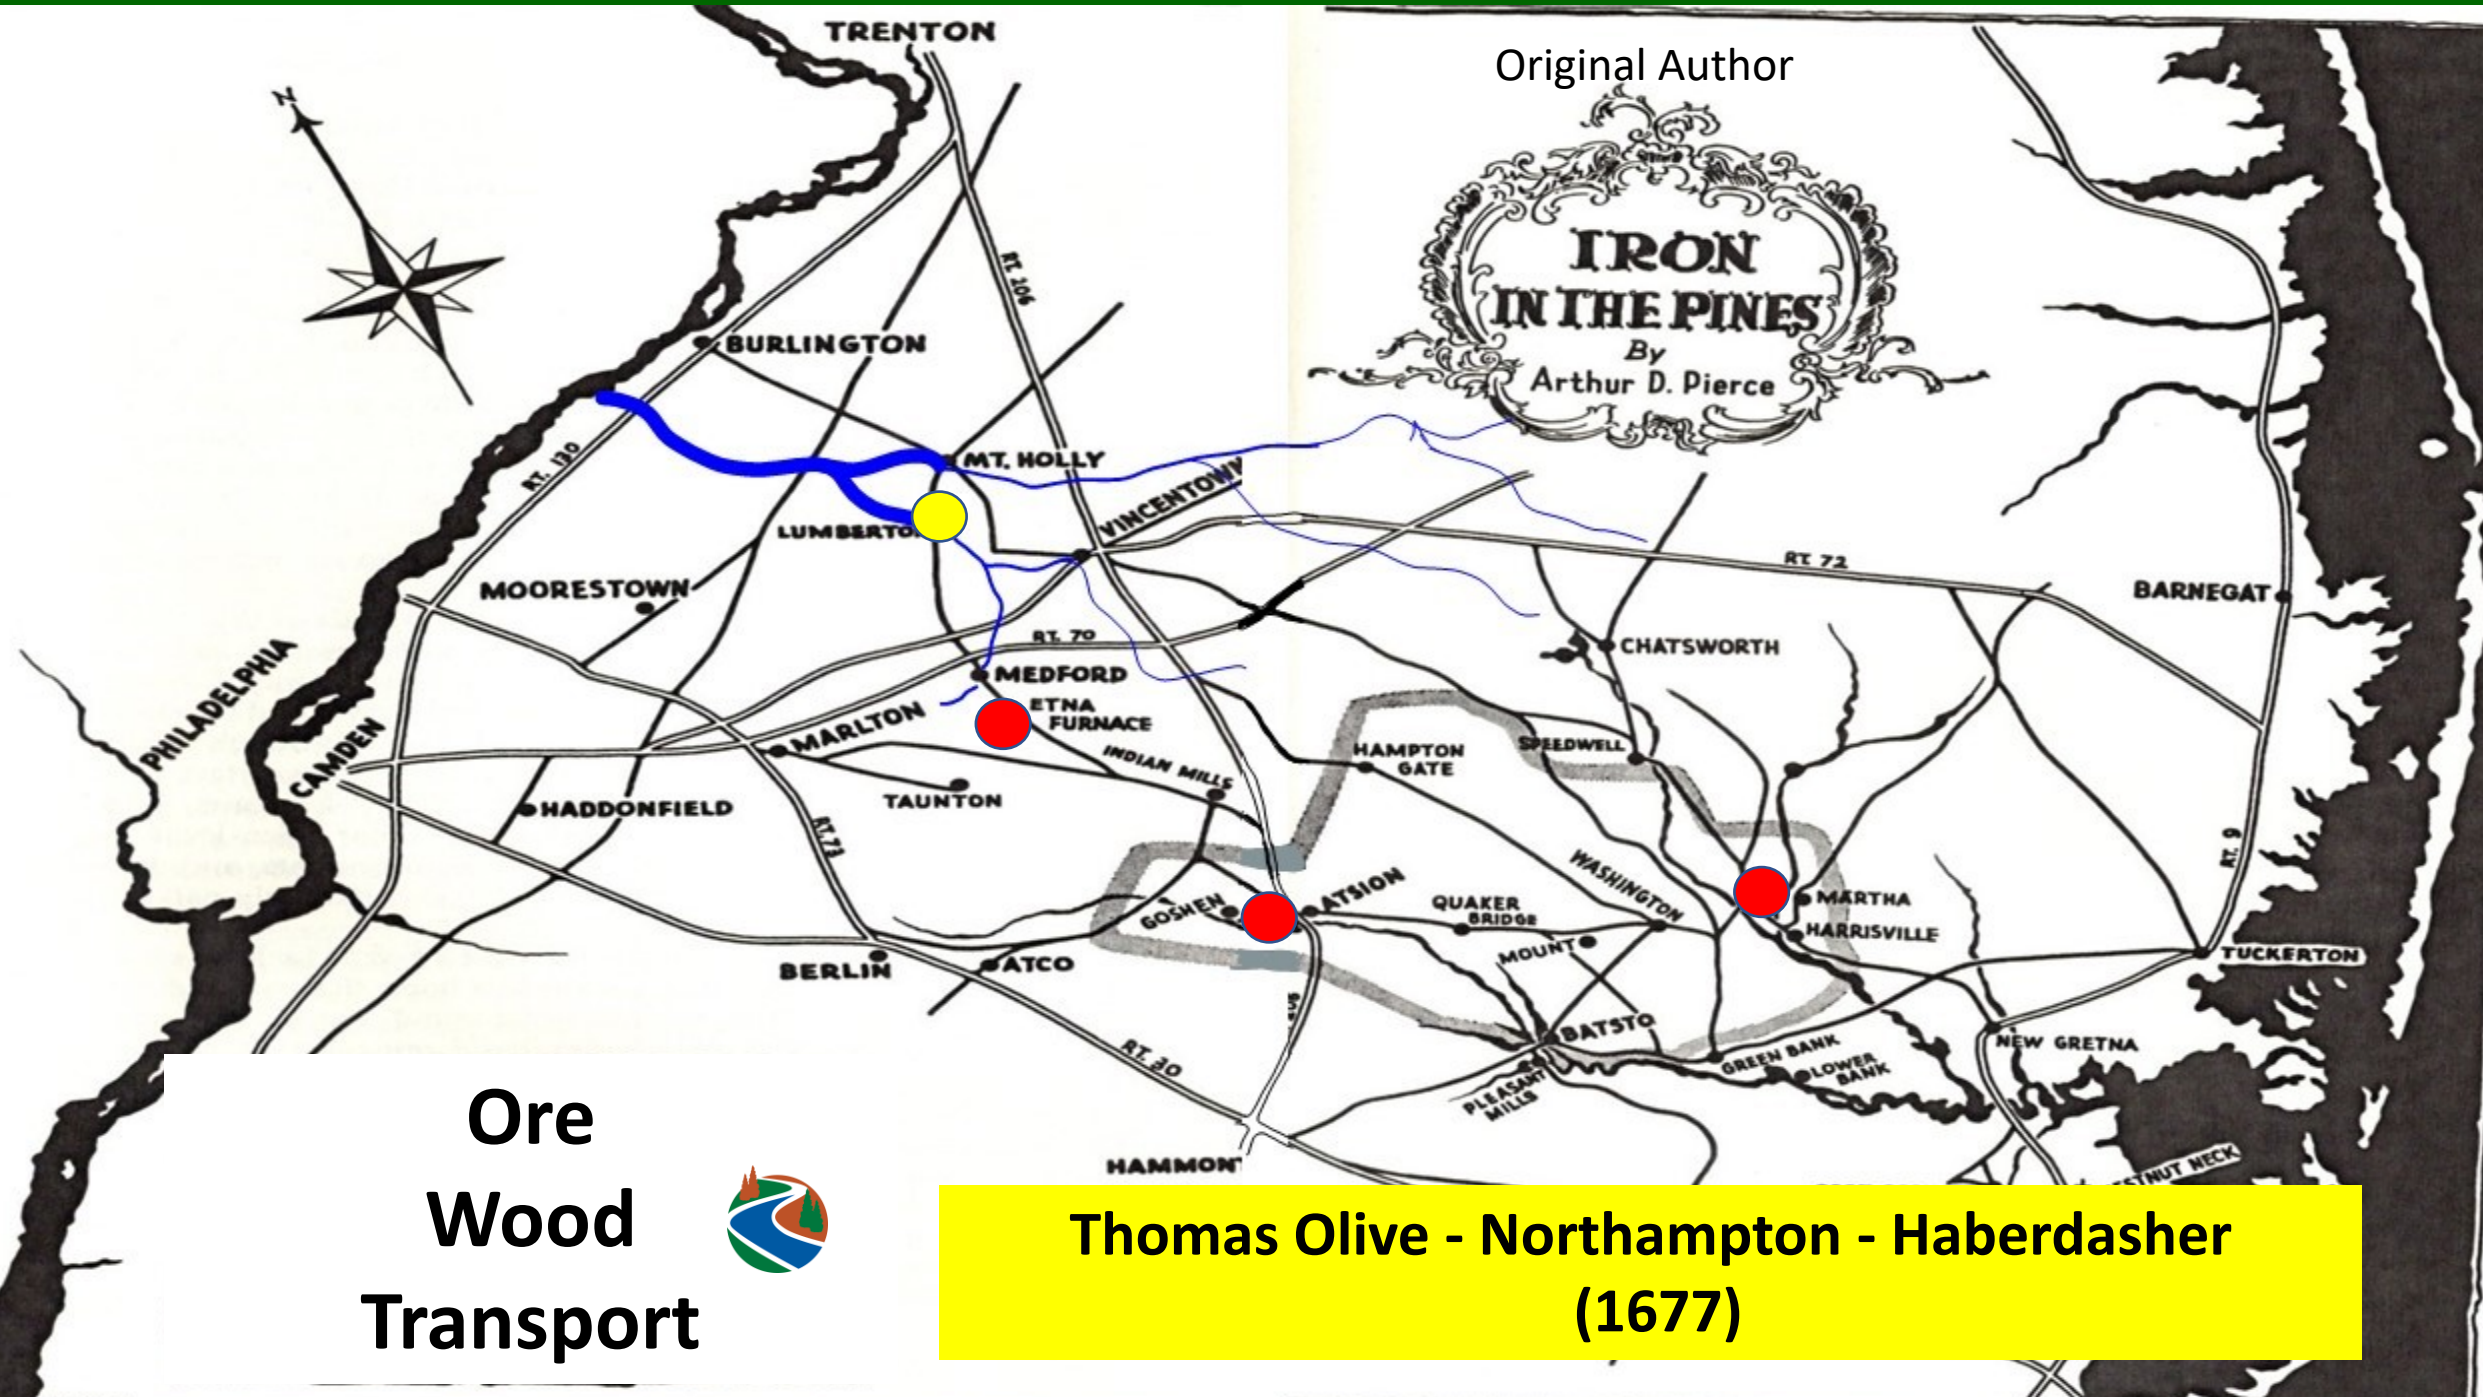 TRENTON
Original Author
N
IRON
IN THE PINES
By
Arthur D. Pierce
RT. 206
BURLINGTON
RT. 130
MT. HOLLY
VINCENTOWN
LUMBERTO
RT. 72
MOORESTOWN
BARNEGAT
RT. 70
CHATSWORTH
PHILADELPHIA
MEDFORD
ETNA
FURNACE
MARLTON
CAMDEN
INDIAN MILLS
HAMPTON
GATE
SPEEDWELL
TAUNTON
HADDONFIELD
RT. 73
RT. 9
WASHINGTON
ATSION
GOSHEN
QUAKER
BRIDGE
MARTHA
HARRISVILLE
MOUNT
TUCKERTON
BERLIN
ATCO
BATSTO
GREEN BANK
LOWER
BANK
NEW GRETNA
RT. 30
PLEASANT
MILLS
HAMMONT
STNUT NECK
Ore
Wood
Transport
Thomas Olive - Northampton - Haberdasher
(1677)